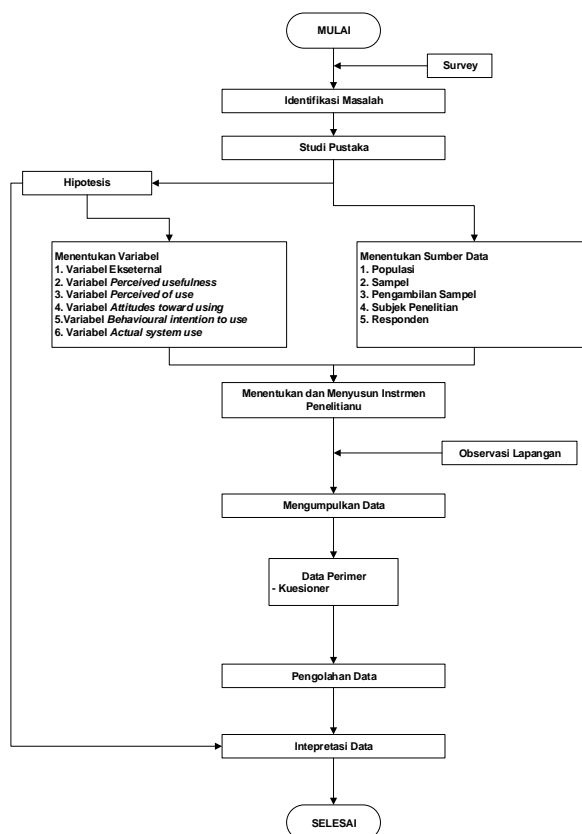 MULAI
Survey
Identifikasi Masalah
Studi Pustaka
Hipotesis
Menentukan Variabel
1. Variabel Ekseternal
2. Variabel Perceived usefulness
3. Variabel Perceived of use
4. Variabel Attitudes toward using
5.Variabel Behavioural intention to use
6. Variabel Actual system use
Menentukan Sumber Data
1. Populasi
2. Sampel
3. Pengambilan Sampel
4. Subjek Penelitian
5. Responden
Menentukan dan Menyusun Instrmen
Penelitianu
Observasi Lapangan
Mengumpulkan Data
Data Perimer
- Kuesioner
Pengolahan Data
Intepretasi Data
SELESAI